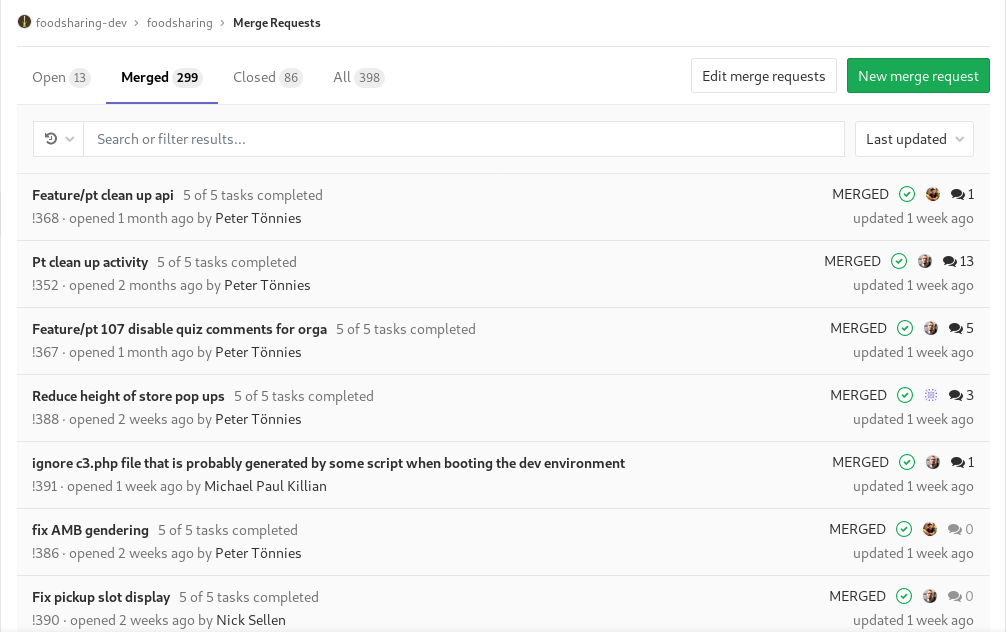 foodsharing-dev › foodsharing › Merge Requests
Open 13 Merged 299 Closed 86 All 398 Edit merge requests New merge request
Search or filter results... Last updated
Feature/pt clean up api 5 of 5 tasks completed MERGED 1
!368 · opened 1 month ago by Peter Tönnies updated 1 week ago
Pt clean up activity 5 of 5 tasks completed MERGED 13
!352 · opened 2 months ago by Peter Tönnies updated 1 week ago
Feature/pt 107 disable quiz comments for orga 5 of 5 tasks completed MERGED 5
!367 · opened 1 month ago by Peter Tönnies updated 1 week ago
Reduce height of store pop ups 5 of 5 tasks completed MERGED 3
!388 · opened 2 weeks ago by Peter Tönnies updated 1 week ago
ignore c3.php file that is probably generated by some script when booting the dev environment MERGED 1
!391 · opened 1 week ago by Michael Paul Killian updated 1 week ago
fix AMB gendering 5 of 5 tasks completed MERGED 0
!386 · opened 2 weeks ago by Peter Tönnies updated 1 week ago
Fix pickup slot display 5 of 5 tasks completed MERGED 0
!390 · opened 2 weeks ago by Nick Sellen updated 1 week ago